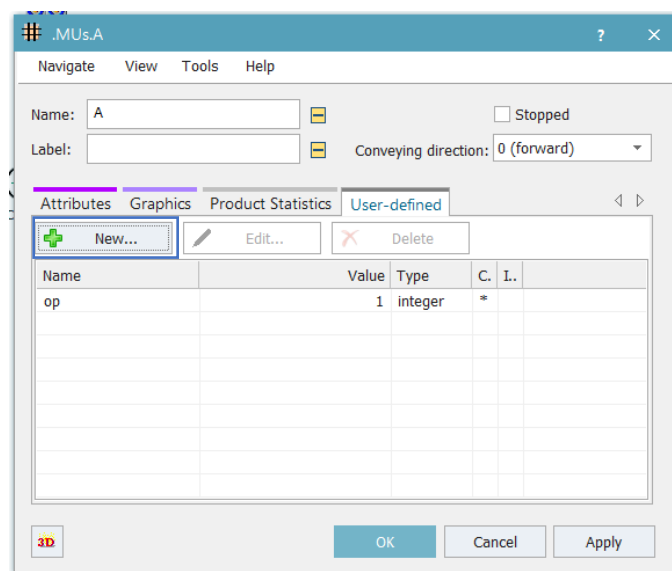 .MUs.A ?
Navigate View Tools Help
Name: A Stopped
Label: Conveying direction: 0 (forward)
Attributes Graphics Product Statistics User-defined
New... Edit... Delete
Name Value Type C. I..
op 1 integer *
3D OK Cancel Apply